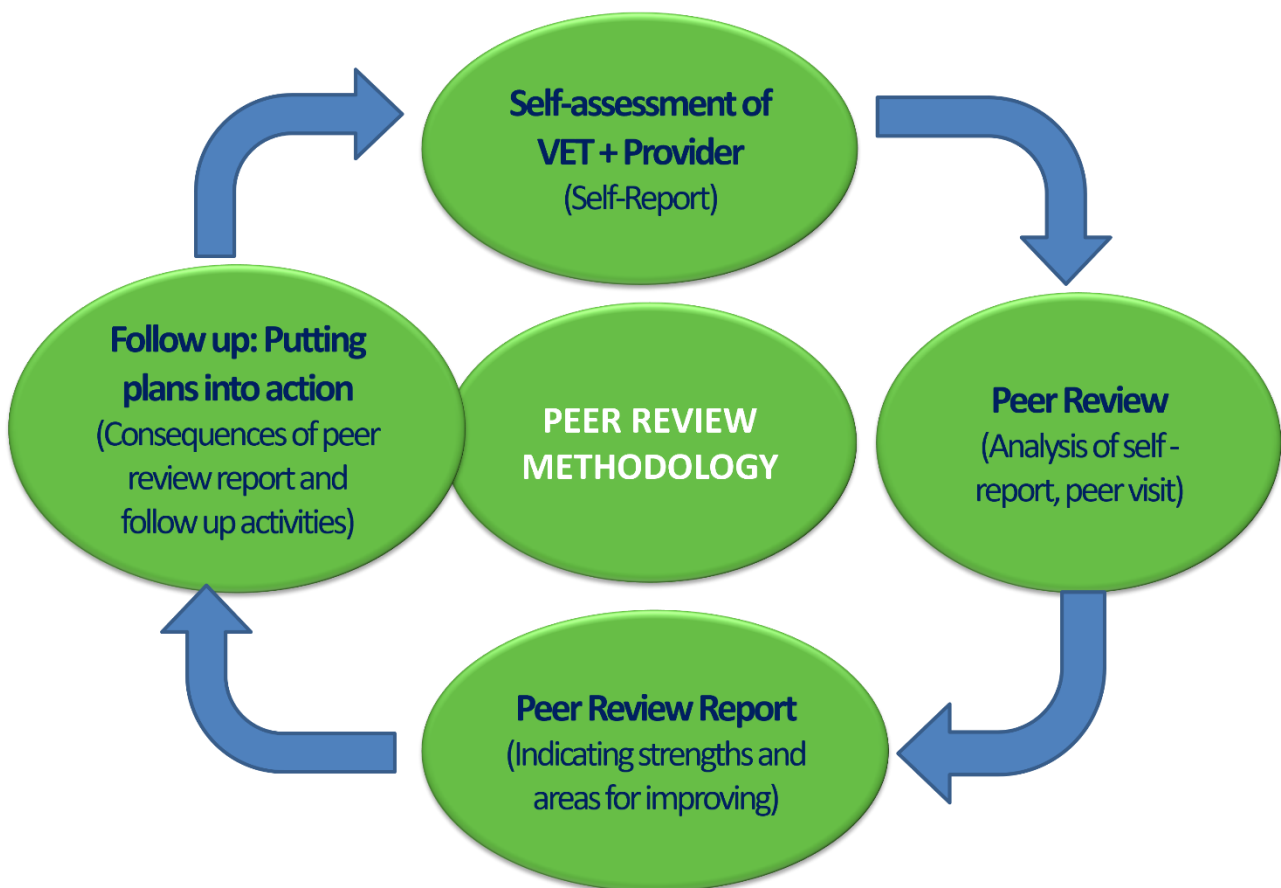 Self-assessment of
VET + Provider
(Self-Report)
Peer Review
(Analysis of self -
report, peer visit)
Peer Review Report
(Indicating strengths and
areas for improving)
Follow up: Putting
plans into action
(Consequences of peer
review report and
follow up activities)
PEER REVIEW
METHODOLOGY